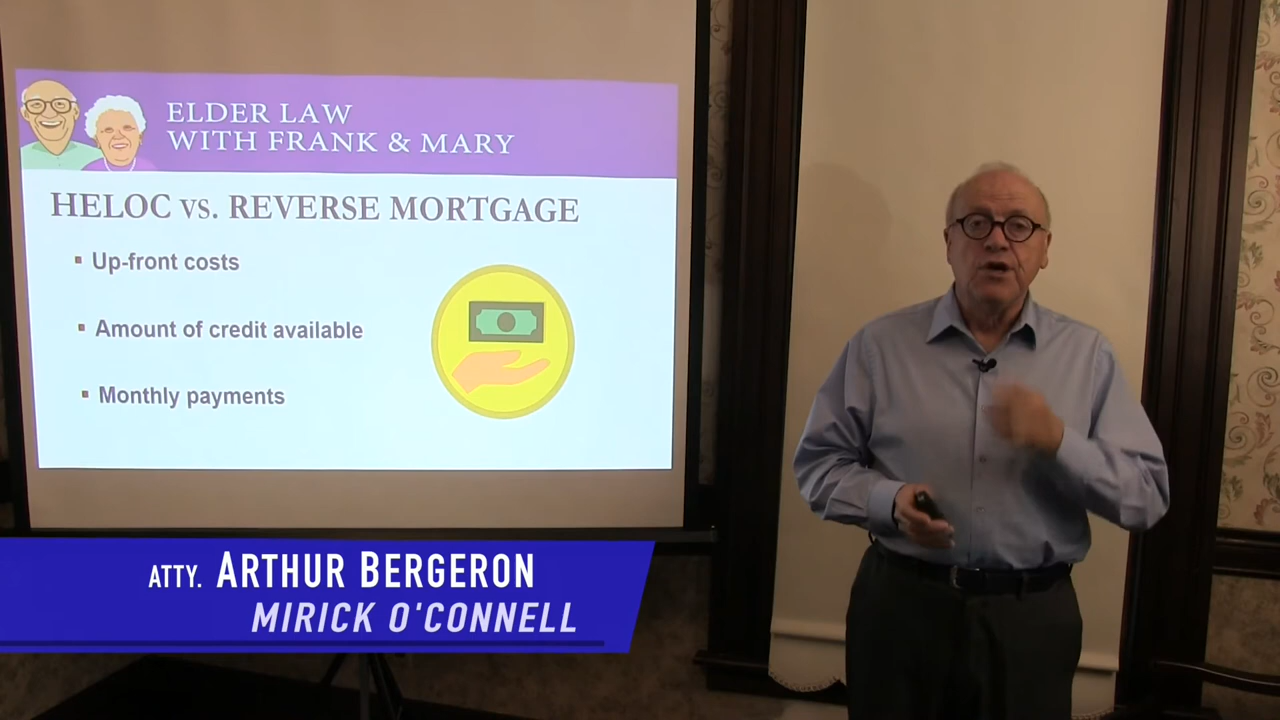 ELDER LAW
WITH FRANK & MARY
HELOC VS. REVERSE MORTGAGE
▪ Up-front costs
▪ Amount of credit available
▪ Monthly payments
ATTY. ARTHUR BERGERON
MIRICK O'CONNELL